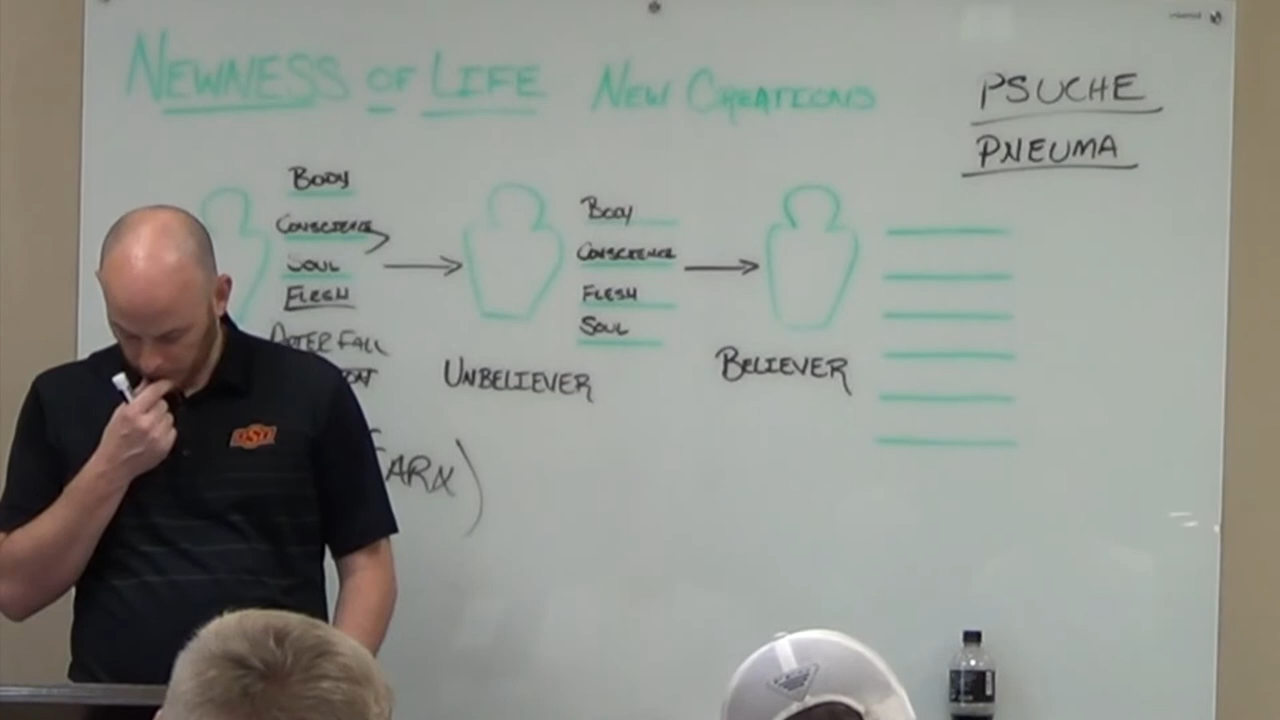 NEWNESS OF LIFE NEW CREATIONS
PSUCHE
PNEUMA
BODY
CONSCIENCE
SOUL
FLESH
AFTER FALL
BODY
CONSCIENCE
FLESH
SOUL
UNBELIEVER
BELIEVER
ARX)
OSU